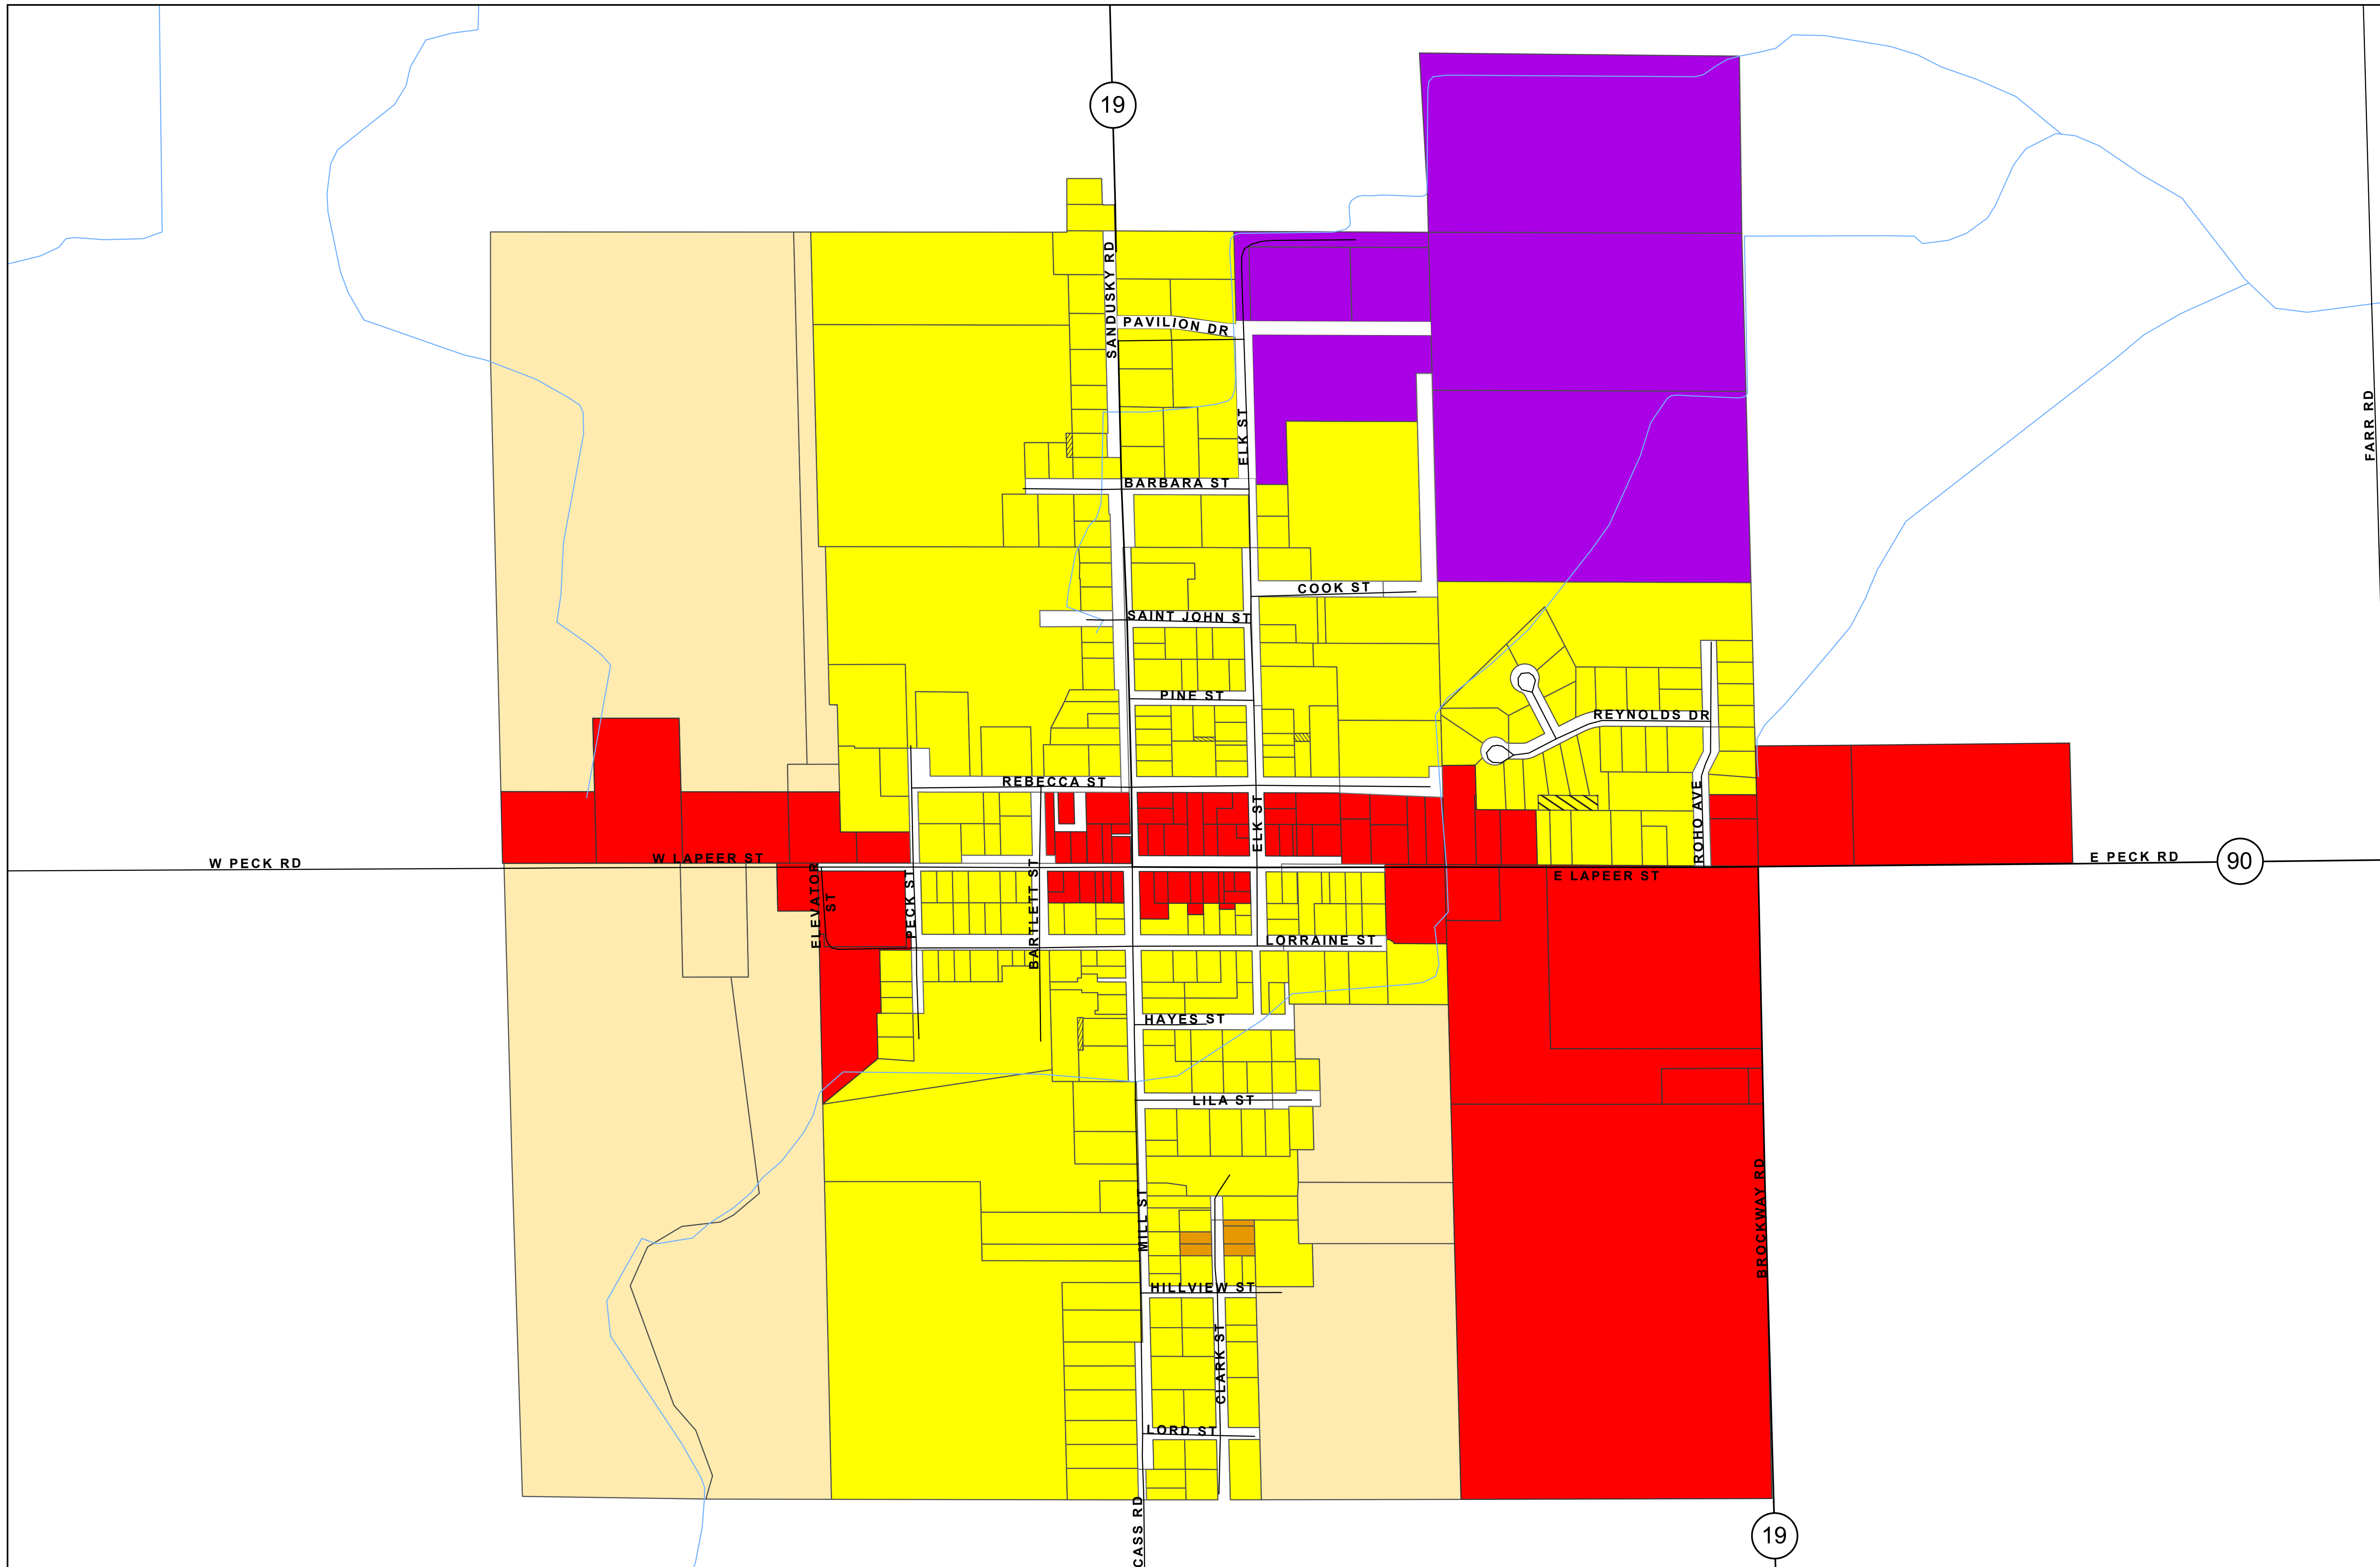 19
SANDUSKY RD
PAVILION DR
FARR RD
ELK ST
BARBARA ST
COOK ST
SAINT JOHN ST
PINE ST
REYNOLDS DR
REBECCA ST
ROHO AVE
ELK ST
W PECK RD
W LAPEER ST
E PECK RD
90
E LAPEER ST
ELEVATOR
ST
PECK ST
BARTLETT ST
LORRAINE ST
HAYES ST
LILA ST
MILL ST
BROCKWAY RD
HILLVIEW ST
CLARK ST
LORD ST
CASS RD
19